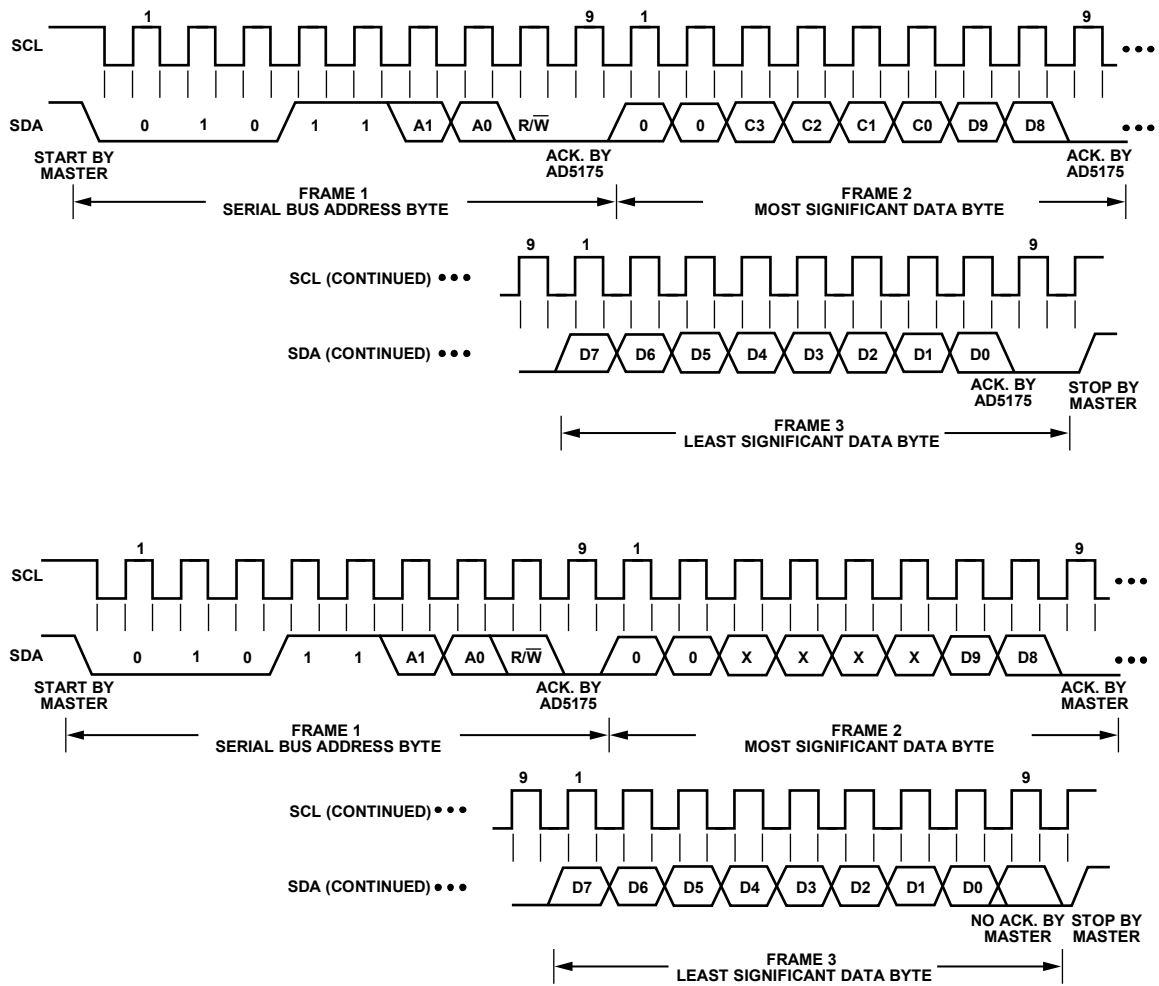 1 9 1 9
SCL •••
SDA 0 1 0 1 1 A1 A0 R/W̅ 0 0 C3 C2 C1 C0 D9 D8 •••
START BY MASTER
ACK. BY AD5175
ACK. BY AD5175
FRAME 1
SERIAL BUS ADDRESS BYTE
FRAME 2
MOST SIGNIFICANT DATA BYTE
9 1 9
SCL (CONTINUED) •••
SDA (CONTINUED) ••• D7 D6 D5 D4 D3 D2 D1 D0
ACK. BY AD5175
STOP BY MASTER
FRAME 3
LEAST SIGNIFICANT DATA BYTE
1 9 1 9
SCL •••
SDA 0 1 0 1 1 A1 A0 R/W̅ 0 0 X X X X D9 D8 •••
START BY MASTER
ACK. BY AD5175
ACK. BY MASTER
FRAME 1
SERIAL BUS ADDRESS BYTE
FRAME 2
MOST SIGNIFICANT DATA BYTE
9 1 9
SCL (CONTINUED) •••
SDA (CONTINUED) ••• D7 D6 D5 D4 D3 D2 D1 D0
NO ACK. BY MASTER
STOP BY MASTER
FRAME 3
LEAST SIGNIFICANT DATA BYTE